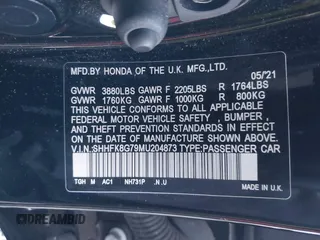 MFD.BY HONDA OF THE U.K. MFG.,LTD.
05/21
GVWR 3880LBS GAWR F 2205LBS R 1764LBS
GVWR 1760KG GAWR F 1000KG R 800KG
THIS VEHICLE CONFORMS TO ALL APPLICABLE
FEDERAL MOTOR VEHICLE SAFETY , BUMPER ,
AND THEFT PREVENTION STANDARDS IN EFFECT ON
THE DATE OF MANUFACTURE SHOWN ABOVE.
V.I.N:SHHFK8G79MU204873 TYPE:PASSENGER CAR
TGH M AC1 NH731P .N.U
MADE IN U.K.
DREAMBID